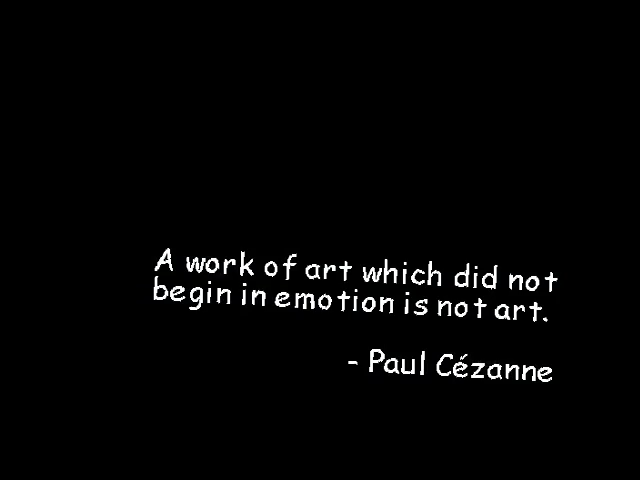 A work of art which did not
begin in emotion is not art.
- Paul Cézanne